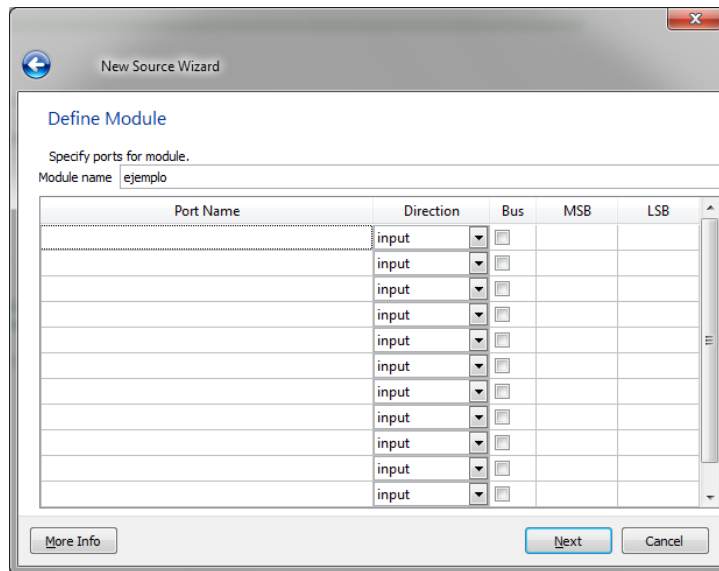 New Source Wizard
Define Module
Specify ports for module.
Module name ejemplo
Port Name Direction Bus MSB LSB
input
input
input
input
input
input
input
input
input
input
input
More Info Next Cancel